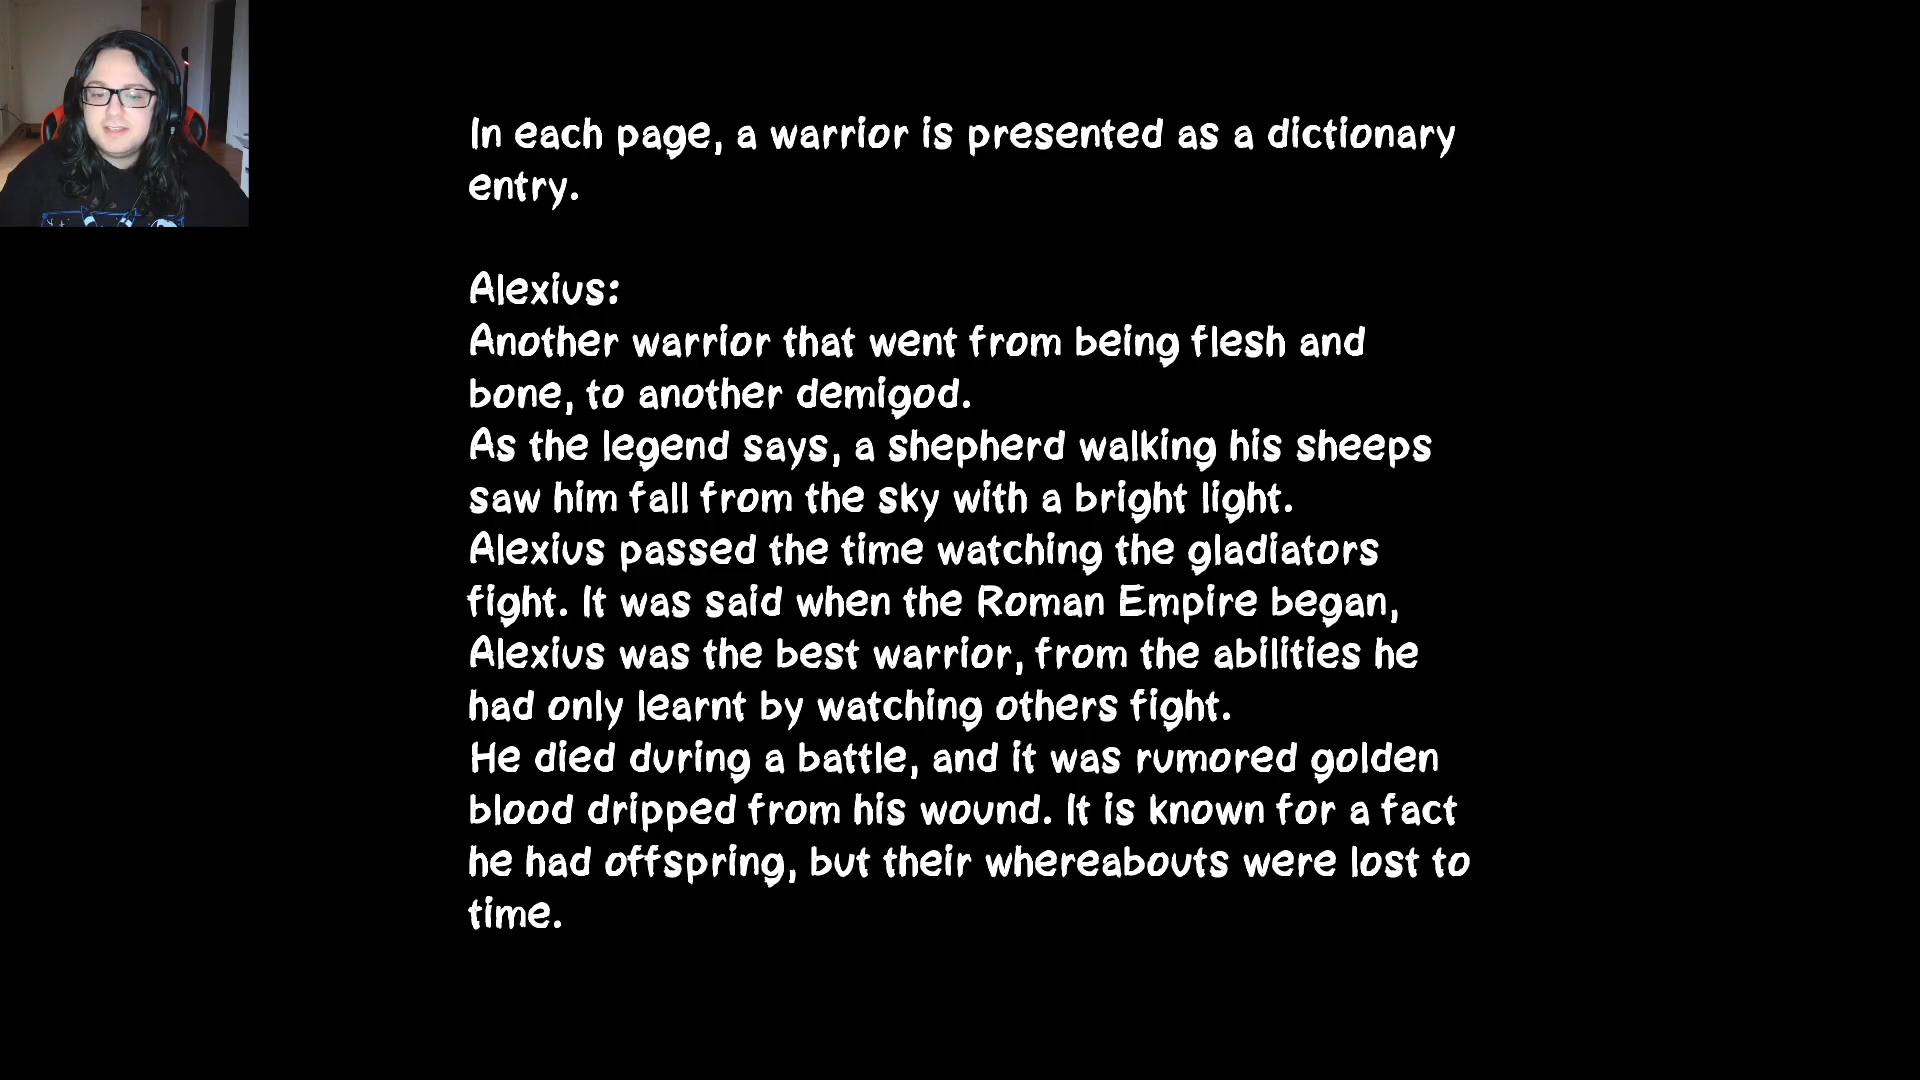 In each page, a warrior is presented as a dictionary
entry.
Alexius:
Another warrior that went from being flesh and
bone, to another demigod.
As the legend says, a shepherd walking his sheeps
saw him fall from the sky with a bright light.
Alexius passed the time watching the gladiators
fight. It was said when the Roman Empire began,
Alexius was the best warrior, from the abilities he
had only learnt by watching others fight.
He died during a battle, and it was rumored golden
blood dripped from his wound. It is known for a fact
he had offspring, but their whereabouts were lost to
time.